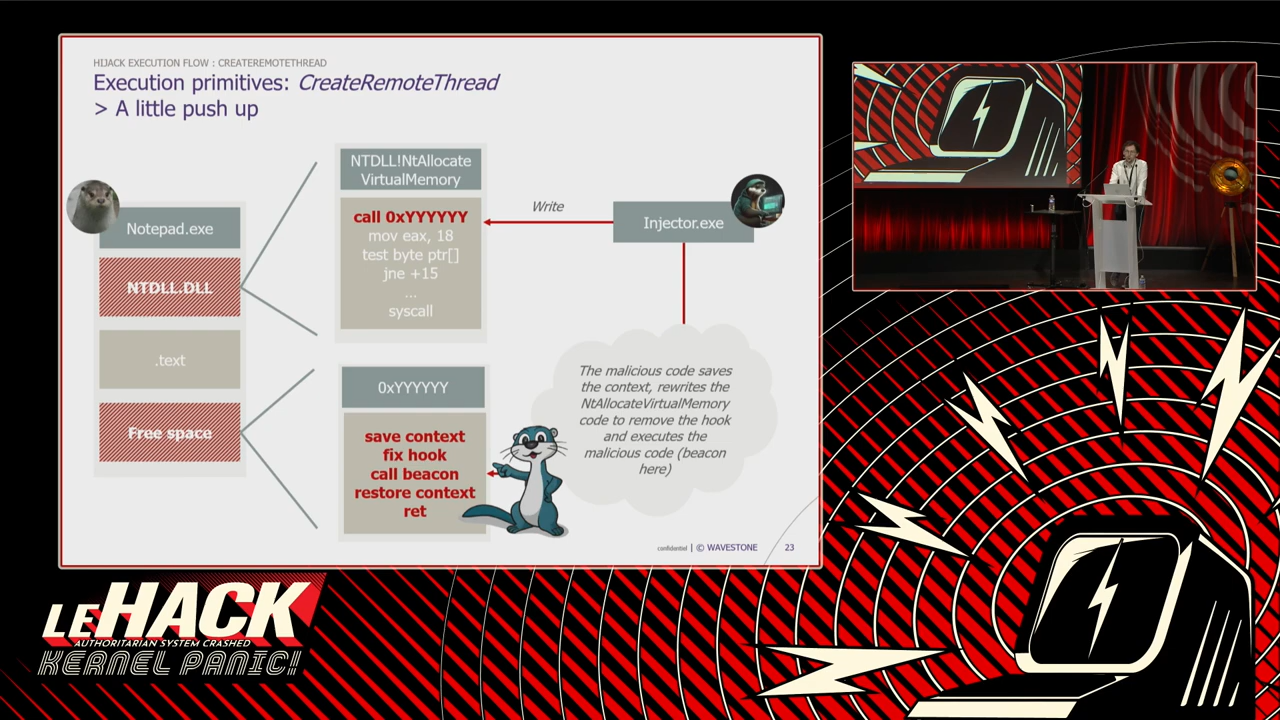 HIJACK EXECUTION FLOW : CREATEREMOTETHREAD
Execution primitives: CreateRemoteThread
> A little push up
NTDLL!NtAllocate
VirtualMemory
call 0xYYYYYY
mov eax, 18
test byte ptr[]
jne +15
...
syscall
Write
Injector.exe
Notepad.exe
NTDLL.DLL
.text
Free space
0xYYYYYY
save context
fix hook
call beacon
restore context
ret
The malicious code saves
the context, rewrites the
NtAllocateVirtualMemory
code to remove the hook
and executes the
malicious code (beacon
here)
confidential | © WAVESTONE 23
LEHACK
AUTHORITARIAN SYSTEM CRASHED
KERNEL PANIC!